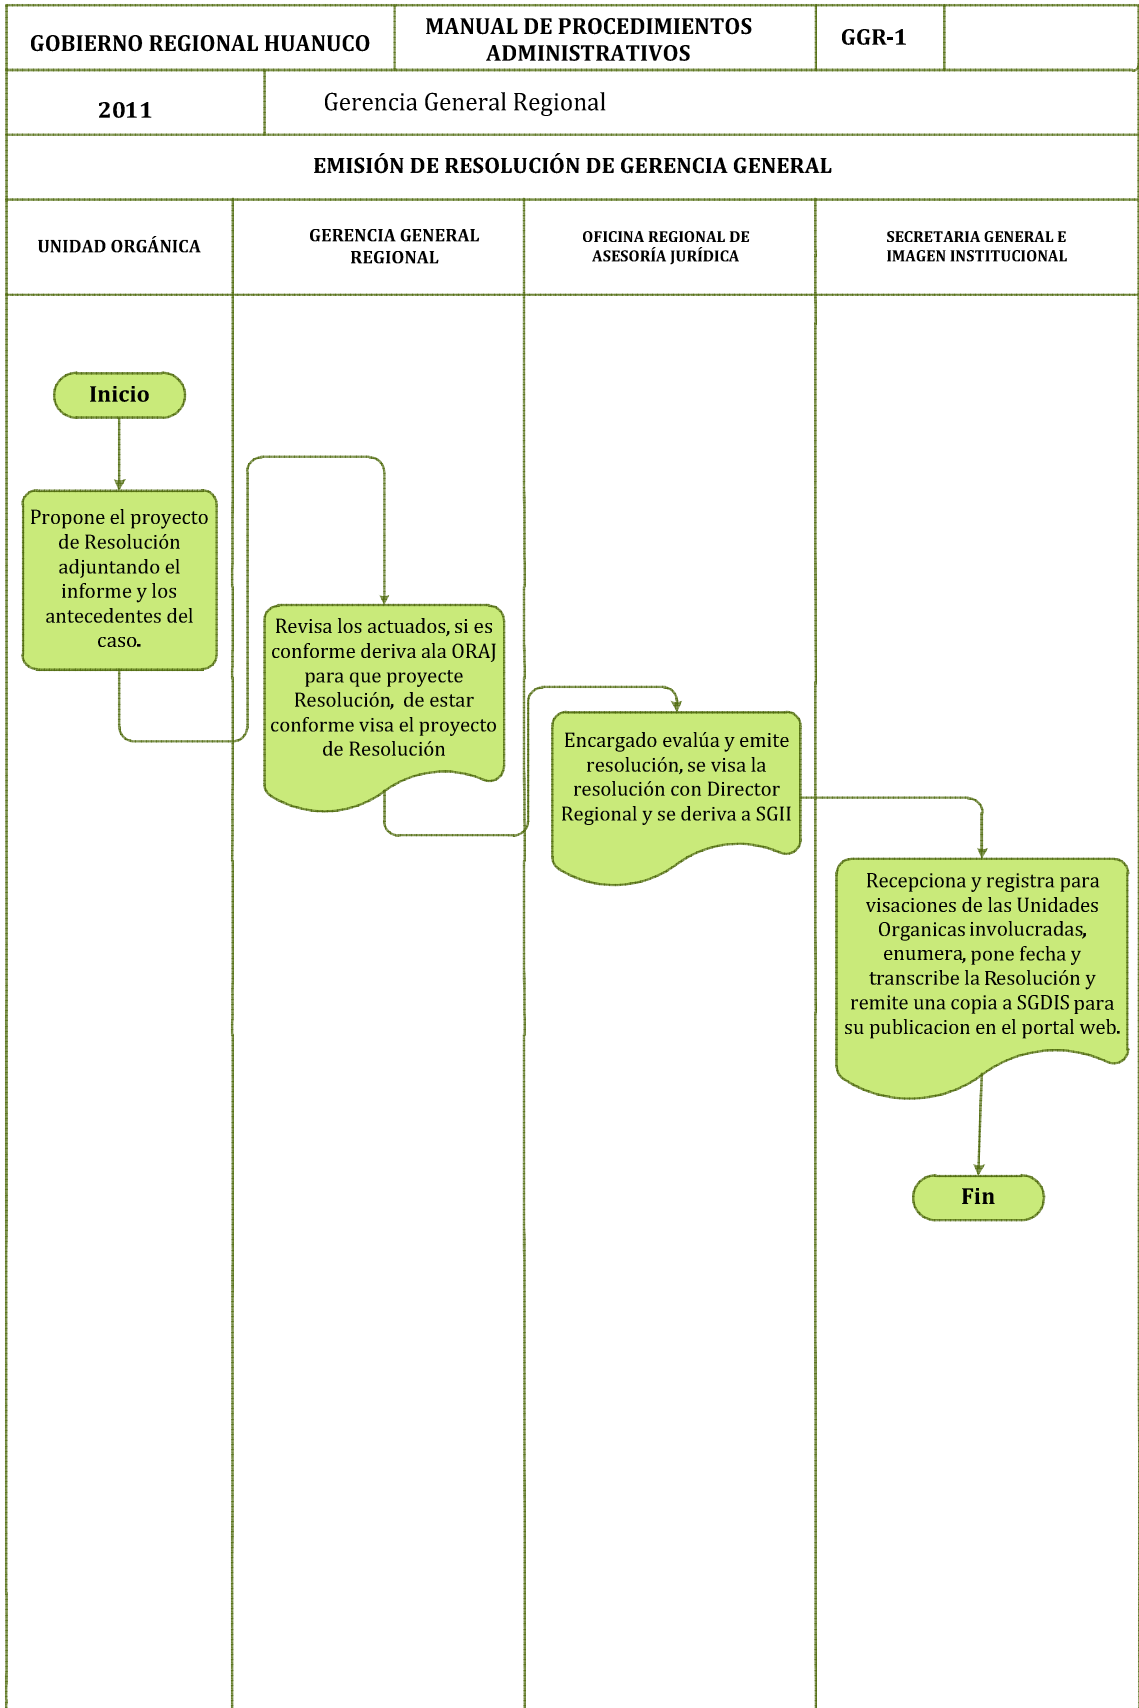 GOBIERNO REGIONAL HUANUCO
MANUAL DE PROCEDIMIENTOS
ADMINISTRATIVOS
GGR-1
2011
Gerencia General Regional
EMISIÓN DE RESOLUCIÓN DE GERENCIA GENERAL
UNIDAD ORGÁNICA
GERENCIA GENERAL
REGIONAL
OFICINA REGIONAL DE
ASESORÍA JURÍDICA
SECRETARIA GENERAL E
IMAGEN INSTITUCIONAL
Inicio
Propone el proyecto
de Resolución
adjuntando el
informe y los
antecedentes del
caso.
Revisa los actuados, si es
conforme deriva ala ORAJ
para que proyecte
Resolución, de estar
conforme visa el proyecto
de Resolución
Encargado evalúa y emite
resolución, se visa la
resolución con Director
Regional y se deriva a SGII
Recepciona y registra para
visaciones de las Unidades
Organicas involucradas,
enumera, pone fecha y
transcribe la Resolución y
remite una copia a SGDIS para
su publicacion en el portal web.
Fin